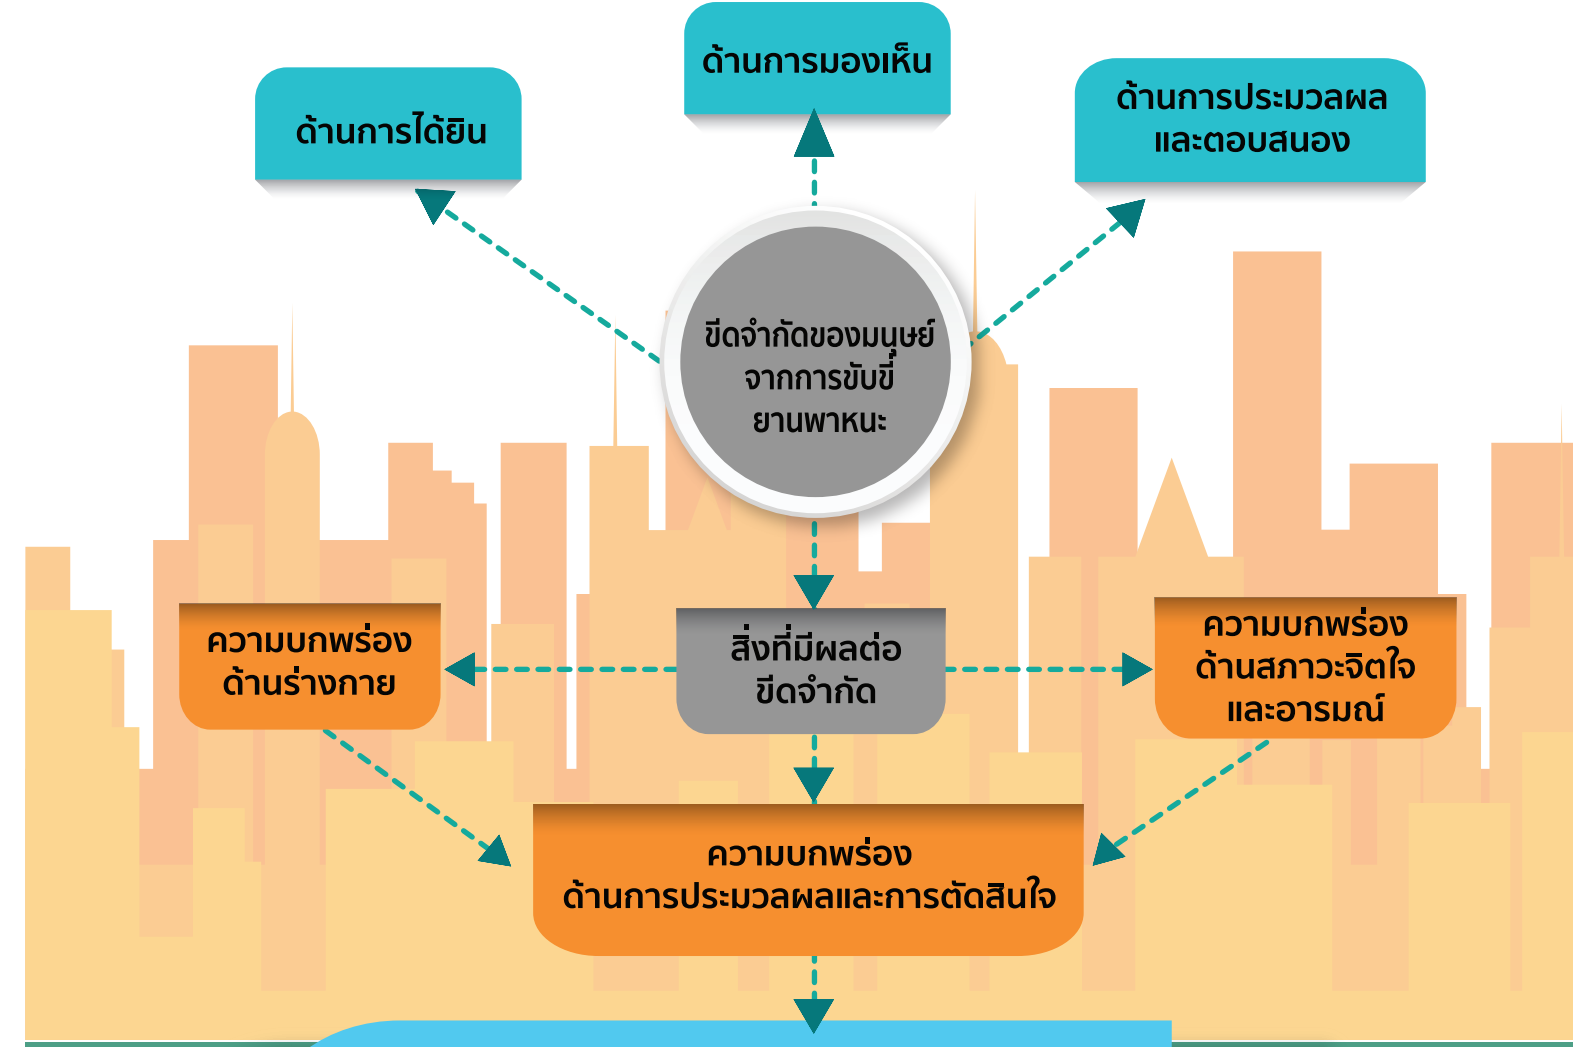 ด้านการมองเห็น
ด้านการได้ยิน
ด้านการประมวลผล
และตอบสนอง
ขีดจำกัดของมนุษย์
จากการขับขี่
ยานพาหนะ
สิ่งที่มีผลต่อ
ขีดจำกัด
ความบกพร่อง
ด้านร่างกาย
ความบกพร่อง
ด้านสภาวะจิตใจ
และอารมณ์
ความบกพร่อง
ด้านการประมวลผลและการตัดสินใจ